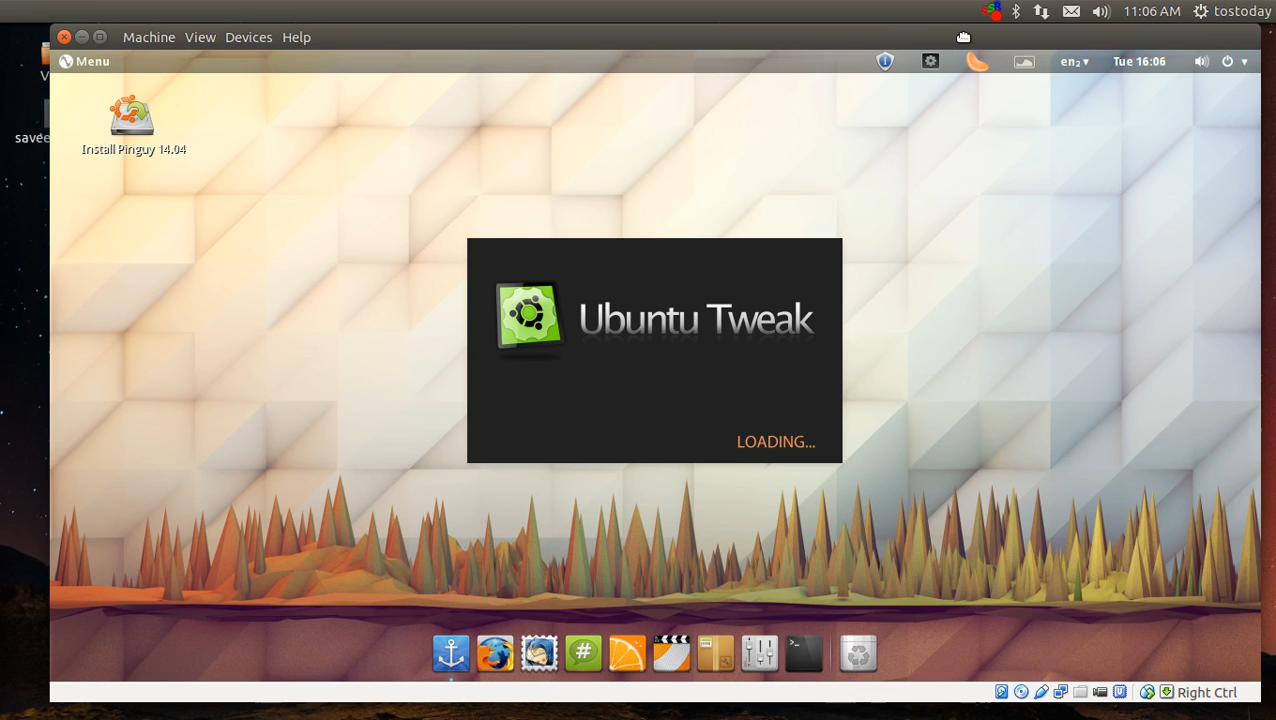 11:06 AM tostoday
Machine View Devices Help
Menu
en₂ Tue 16:06
V
savee
Install Pinguy 14.04
Ubuntu Tweak
LOADING...
Right Ctrl